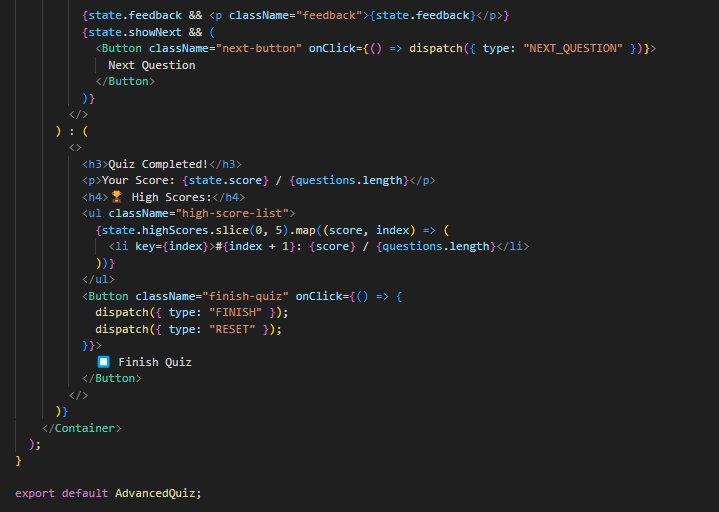 {state.feedback && <p className="feedback">{state.feedback}</p>}
{state.showNext && (
<Button className="next-button" onClick={() => dispatch({ type: "NEXT_QUESTION" })}>
Next Question
</Button>
)}
</>
) : (
<>
<h3>Quiz Completed!</h3>
<p>Your Score: {state.score} / {questions.length}</p>
<h4>🏆 High Scores:</h4>
<ul className="high-score-list">
{state.highScores.slice(0, 5).map((score, index) => (
<li key={index}>#{index + 1}: {score} / {questions.length}</li>
))}
</ul>
<Button className="finish-quiz" onClick={() => {
dispatch({ type: "FINISH" });
dispatch({ type: "RESET" });
}}>
⏹ Finish Quiz
</Button>
</>
)}
</Container>
);
}
export default AdvancedQuiz;